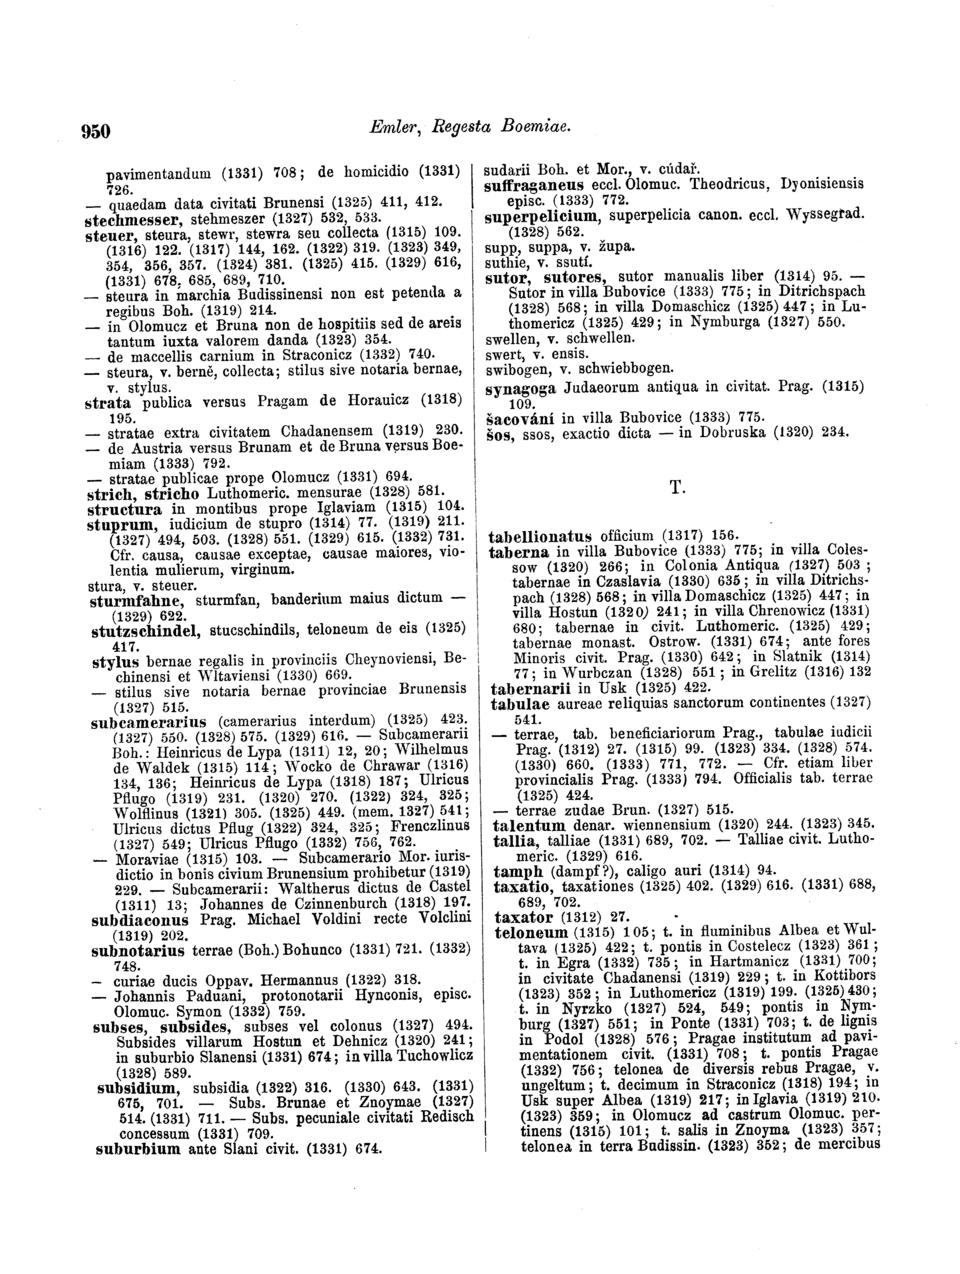 950
Emler, Regesta Boemiae.
pavimentandum (1331) 708; de homicidio (1331)
726.
— quaedam data civitati Brunensi (1325) 411, 412.
stechmesser, stehmeszer (1327) 532, 533.
steuer, steura, stewr, stewra seu collecta (1315) 109.
(1316) 122. (1317) 144, 162. (1322) 319. (1323) 349,
354, 356, 357. (1324) 381. (1325) 415. (1329) 616,
(1331) 678, 685, 689, 710.
— steura in marchia Budissinensi non est petenda a
regibus Boh. (1319) 214.
— in Olomucz et Bruna non de hospitiis sed de areis
tantum iuxta valorem danda (1323) 354.
— de maccellis carnium in Straconicz (1332) 740.
— steura, v. berně, collecta; stilus sive notaria bernae,
v. stylus.
strata publica versus Pragam de Horauicz (1318)
195.
— stratae extra civitatem Chadanensem (1319) 230.
— de Austria versus Brunam et de Bruna versus Boe-
miam (1333) 792.
— stratae publicae prope Olomucz (1331) 694.
strich, stricho Luthomeric. mensurae (1328) 581.
structura in montibus prope Iglaviam (1315) 104.
stuprum, iudicium de stupro (1314) 77. (1319) 211.
(1327) 494, 503. (1328) 551. (1329) 615. (1332) 731.
Cfr. causa, causae exceptae, causae maiores, vio-
lentia mulierum, virginum.
stura, v. steuer.
sturmfahne, sturmfan, banderium maius dictum —
(1329) 622.
stutzschindel, stucschindils, teloneum de eis (1325)
417.
stylus bernae regalis in provinciis Cheynoviensi, Be-
chinensi et Wltaviensi (1330) 669.
— stilus sive notaria bernae provinciae Brunensis
(1327) 515.
subcamerarius (camerarius interdum) (1325) 423.
(1327) 550. (1328) 575. (1329) 616. — Subcamerarii
Boh.: Heinricus de Lypa (1311) 12, 20; Wilhelmus
de Waldek (1315) 114; Wocko de Chrawar (1316)
134, 136; Heinricus de Lypa (1318) 187; Ulricus
Pflugo (1319) 231. (1320) 270. (1322) 324, 325;
Wolflinus (1321) 305. (1325) 449. (mem. 1327) 541;
Ulricus dictus Pflug (1322) 324, 325; Frenczlinus
(1327) 549; Ulricus Pflugo (1332) 756, 762.
— Moraviae (1315) 103. — Subcamerario Mor. iuris-
dictio in bonis civium Brunensium prohibetur (1319)
229. — Subcamerarii: Waltherus dictus de Castel
(1311) 13; Johannes de Czinnenburch (1318) 197.
subdiaconus Prag. Michael Voldini recte Volclini
(1319) 202.
subnotarius terrae (Boh.) Bohunco (1331) 721. (1332)
748.
— curiae ducis Oppav. Hermannus (1322) 318.
— Johannis Paduani, protonotarii Hynconis, episc.
Olomuc. Symon (1332) 759.
subses, subsides, subses vel colonus (1327) 494.
Subsides villarum Hostun et Dehnicz (1320) 241;
in suburbio Slanensi (1331) 674; in villa Tuchowlicz
(1328) 589.
subsidium, subsidia (1322) 316. (1330) 643. (1331)
675, 701. — Subs. Brunae et Znoymae (1327)
514. (1331) 711. — Subs. pecuniale civitati Redisch
concessum (1331) 709.
suburbium ante Slani civit. (1331) 674.
sudarii Boh. et Mor., v. cúdař.
suffraganeus eccl. Olomuc. Theodricus, Dyonisiensis
episc. (1333) 772.
superpelicium, superpelicia canon. eccl. Wyssegrad.
(1328) 562.
supp, suppa, v. župa.
suthie, v. ssutí.
sutor, sutores, sutor manualis liber (1314) 95. —
Sutor in villa Bubovice (1333) 775; in Ditrichspach
(1328) 568; in villa Domaschicz (1325) 447; in Lu-
thomericz (1325) 429; in Nymburga (1327) 550.
swellen, v. schwellen.
swert, v. ensis.
swibogen, v. schwiebbogen.
synagoga Judaeorum antiqua in civitat. Prag. (1315)
109.
šacování in villa Bubovice (1333) 775.
šos, ssos, exactio dicta — in Dobruska (1320) 234.
T.
tabellionatus officium (1317) 156.
taberna in villa Bubovice (1333) 775; in villa Coles-
sow (1320) 266; in Colonia Antiqua (1327) 503;
tabernae in Czaslavia (1330) 635; in villa Ditrichs-
pach (1328) 568; in villa Domaschicz (1325) 447; in
villa Hostun (1320) 241; in villa Chrenowicz (1331)
680; tabernae in civit. Luthomeric. (1325) 429;
tabernae monast. Ostrow. (1331) 674; ante fores
Minoris civit. Prag. (1330) 642; in Slatnik (1314)
77; in Wurbczan (1328) 551; in Grelitz (1316) 132
tabernarii in Usk (1325) 422.
tabulae aureae reliquias sanctorum continentes (1327)
541.
— terrae, tab. beneficiariorum Prag., tabulae iudicii
Prag. (1312) 27. (1315) 99. (1323) 334. (1328) 574.
(1330) 660. (1333) 771, 772. — Cfr. etiam liber
provincialis Prag. (1333) 794. Officialis tab. terrae
(1325) 424.
— terrae zudae Brun. (1327) 515.
talentum denar. wiennensium (1320) 244. (1323) 345.
tallia, talliae (1331) 689, 702. — Talliae civit. Lutho-
meric. (1329) 616.
tamph (dampf?), caligo auri (1314) 94.
taxatio, taxationes (1325) 402. (1329) 616. (1331) 688,
689, 702.
taxator (1312) 27.
teloneum (1315) 105; t. in fluminibus Albea et Wul-
tava (1325) 422; t. pontis in Costelecz (1323) 361;
t. in Egra (1332) 735; in Hartmanicz (1331) 700;
in civitate Chadanensi (1319) 229; t. in Kottibors
(1323) 352; in Luthomericz (1319) 199. (1325) 430;
t. in Nyrzko (1327) 524, 549; pontis in Nym-
burg (1327) 551; in Ponte (1331) 703; t. de lignis
in Podol (1328) 576; Pragae institutum ad pavi-
mentationem civit. (1331) 708; t. pontis Pragae
(1332) 756; telonea de diversis rebus Pragae, v.
ungeltum; t. decimum in Straconicz (1318) 194; in
Usk super Albea (1319) 217; in Iglavia (1319) 210.
(1323) 359; in Olomucz ad castrum Olomuc. per-
tinens (1315) 101; t. salis in Znoyma (1323) 357;
telonea in terra Budissin. (1323) 352; de mercibus